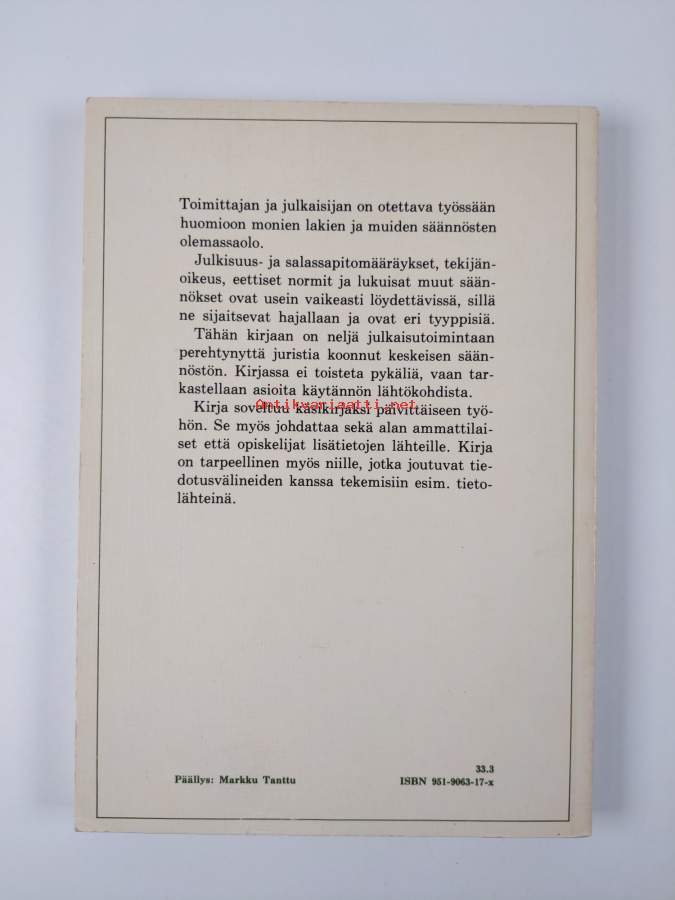 Toimittajan ja julkaisijan on otettava työssään
huomioon monien lakien ja muiden säännösten
olemassaolo.
Julkisuus- ja salassapitomääräykset, tekijän-
oikeus, eettiset normit ja lukuisat muut sään-
nökset ovat usein vaikeasti löydettävissä, sillä
ne sijaitsevat hajallaan ja ovat eri tyyppisiä.
Tähän kirjaan on neljä julkaisutoimintaan
perehtynyttä juristia koonnut keskeisen sään-
nöstön. Kirjassa ei toisteta pykäliä, vaan tar-
kastellaan asioita käytännön lähtökohdista.
Antikvariaatti.net
Kirja soveltuu käsikirjaksi päivittäiseen työ-
hön. Se myös johdattaa sekä alan ammattilai-
set että opiskelijat lisätietojen lähteille. Kirja
on tarpeellinen myös niille, jotka joutuvat tie-
dotusvälineiden kanssa tekemisiin esim. tieto-
lähteinä.
33.3
Päällys: Markku Tanttu ISBN 951-9063-17-x